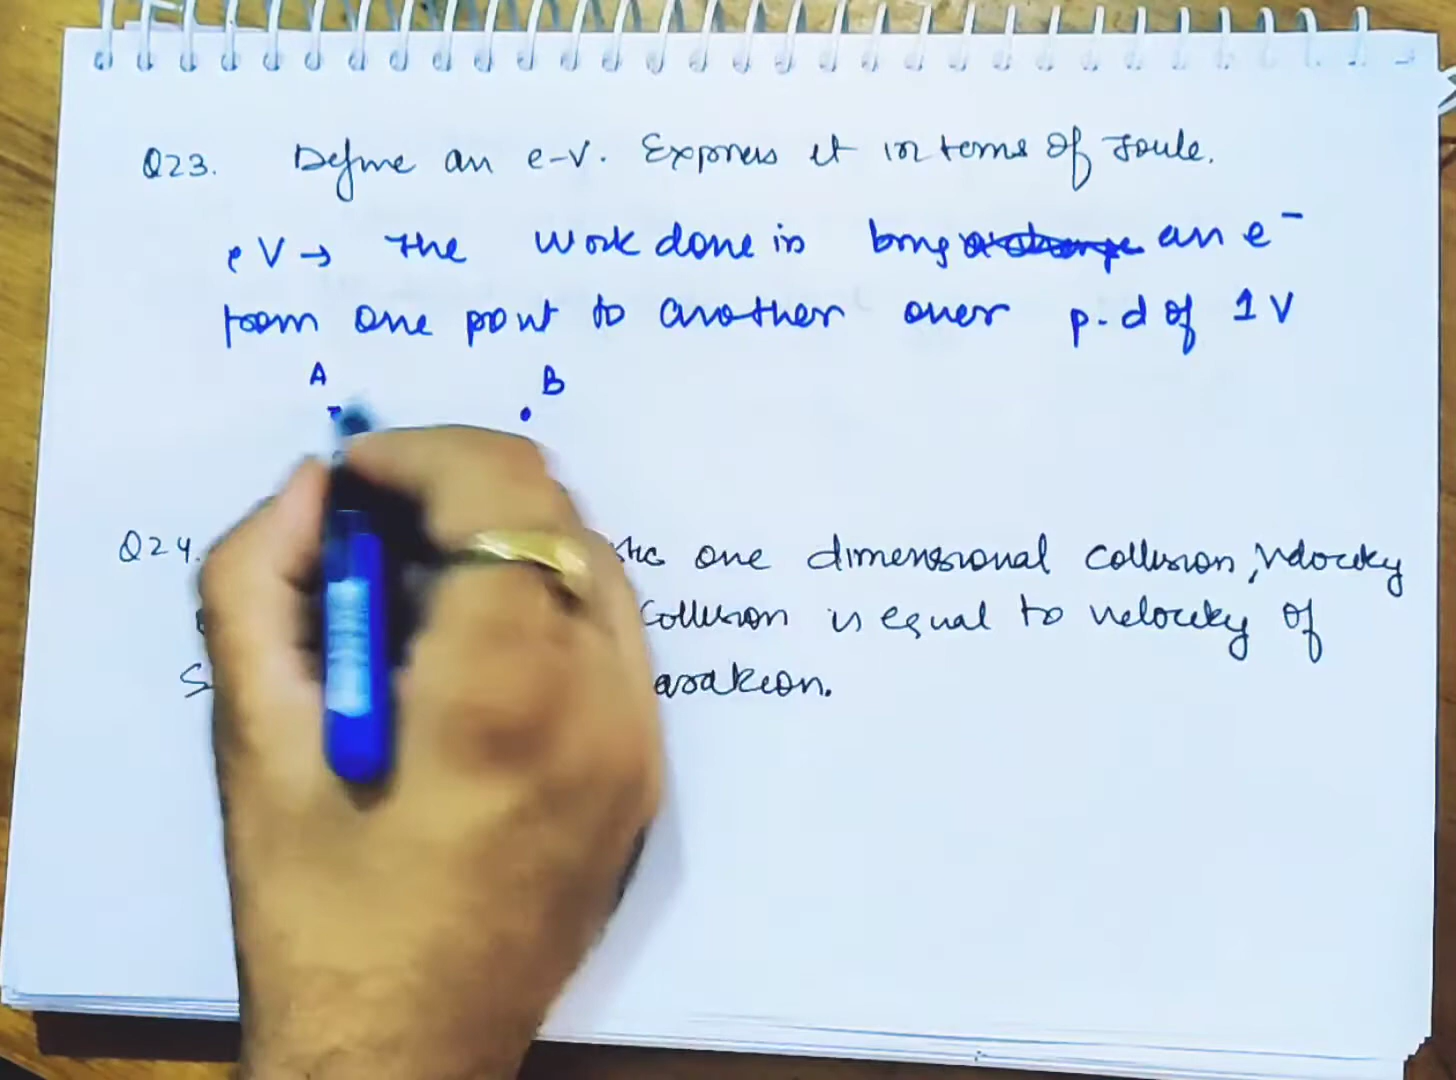 Q23. Define an e-V. Express it in terms of Joule.
eV → the work done in bring an e⁻
from one point to another over p.d of 1V
A B
Q24. one dimensional collision, velocity
collision is equal to velocity of